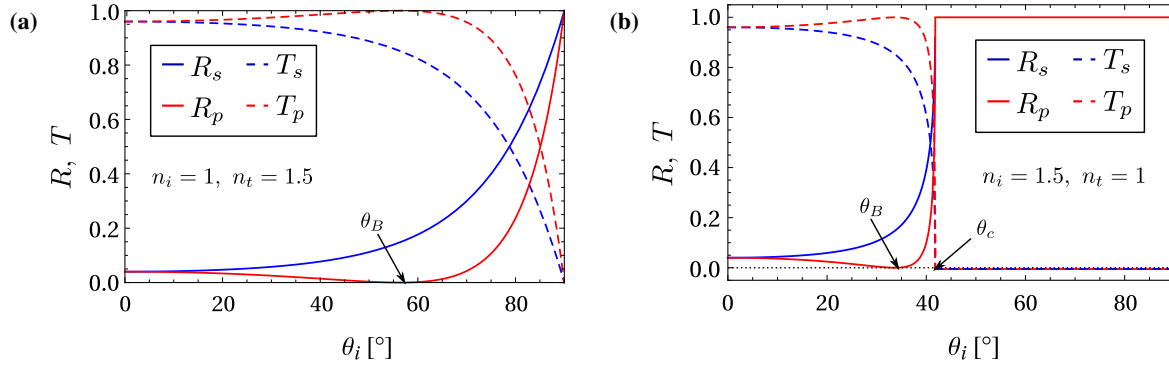 (a)
1.0
0.8
0.6
0.4
0.2
0.0
R, T
R_s T_s
R_p T_p
n_i = 1, n_t = 1.5
θ_B
0 20 40 60 80
θ_i [°]
(b)
1.0
0.8
0.6
0.4
0.2
0.0
R, T
R_s T_s
R_p T_p
n_i = 1.5, n_t = 1
θ_B
θ_c
0 20 40 60 80
θ_i [°]